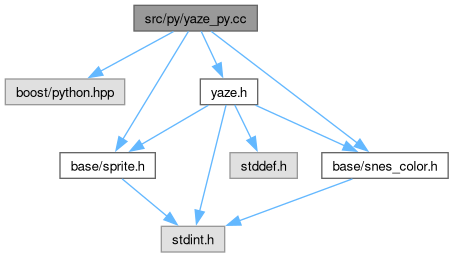 src/py/yaze_py.cc
boost/python.hpp
yaze.h
base/sprite.h
stddef.h
base/snes_color.h
stdint.h